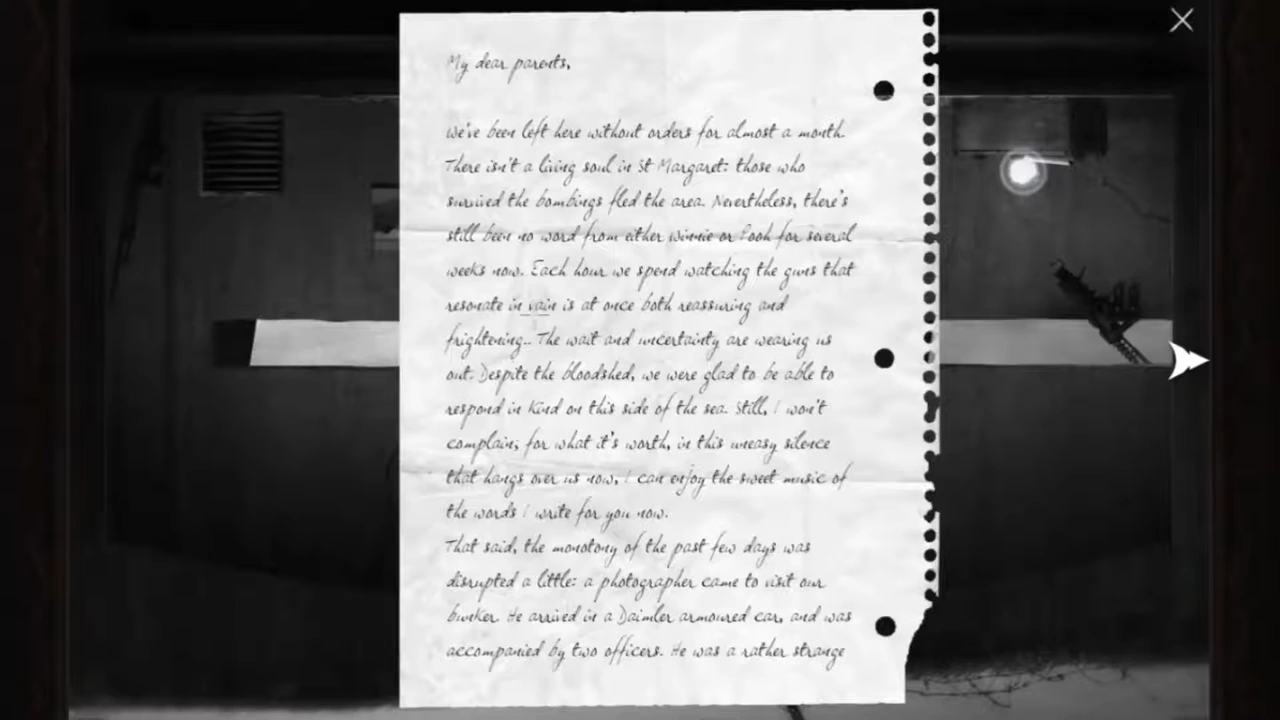 My dear parents,
We've been left here without orders for almost a month.
There isn't a living soul in St Margaret: those who
survived the bombings fled the area. Nevertheless, there's
still been no word from either Winnie or Pooh for several
weeks now. Each hour we spend watching the guns that
resonate in vain is at once both reassuring and
frightening.. The wait and uncertainty are wearing us
out. Despite the bloodshed, we were glad to be able to
respond in kind on this side of the sea. Still, I won't
complain; for what it's worth, in this uneasy silence
that hangs over us now, I can enjoy the sweet music of
the words I write for you now.
That said, the monotony of the past few days was
disrupted a little: a photographer came to visit our
bunker. He arrived in a Daimler armoured car, and was
accompanied by two officers. He was a rather strange